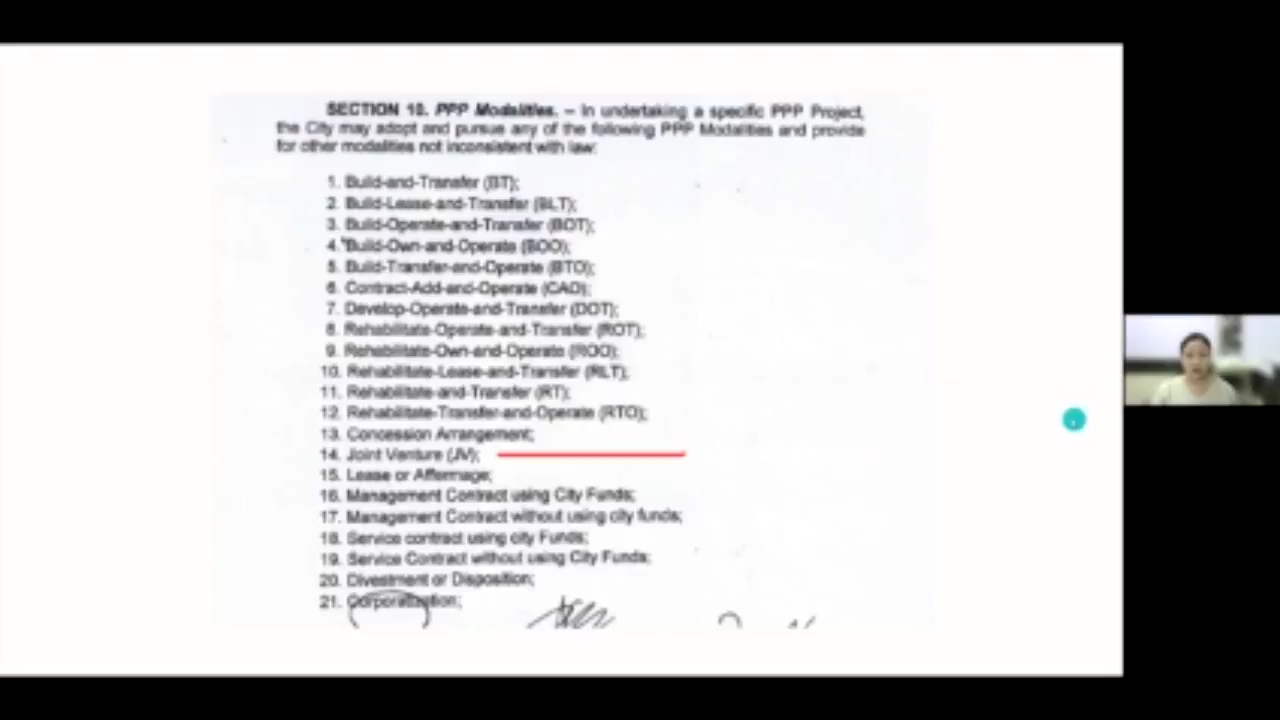 SECTION 10. PPP Modalities. – In undertaking a specific PPP Project,
the City may adopt and pursue any of the following PPP Modalities and provide
for other modalities not inconsistent with law:
1. Build-and-Transfer (BT);
2. Build-Lease-and-Transfer (BLT);
3. Build-Operate-and-Transfer (BOT);
4. Build-Own-and-Operate (BOO);
5. Build-Transfer-and-Operate (BTO);
6. Contract-Add-and-Operate (CAO);
7. Develop-Operate-and-Transfer (DOT);
8. Rehabilitate-Operate-and-Transfer (ROT);
9. Rehabilitate-Own-and-Operate (ROO);
10. Rehabilitate-Lease-and-Transfer (RLT);
11. Rehabilitate-and-Transfer (RT);
12. Rehabilitate-Transfer-and-Operate (RTO);
13. Concession Arrangement;
14. Joint Venture (JV);
15. Lease or Affermage;
16. Management Contract using City Funds;
17. Management Contract without using city funds;
18. Service contract using city Funds;
19. Service Contract without using City Funds;
20. Divestment or Disposition;
21. Corporatization;